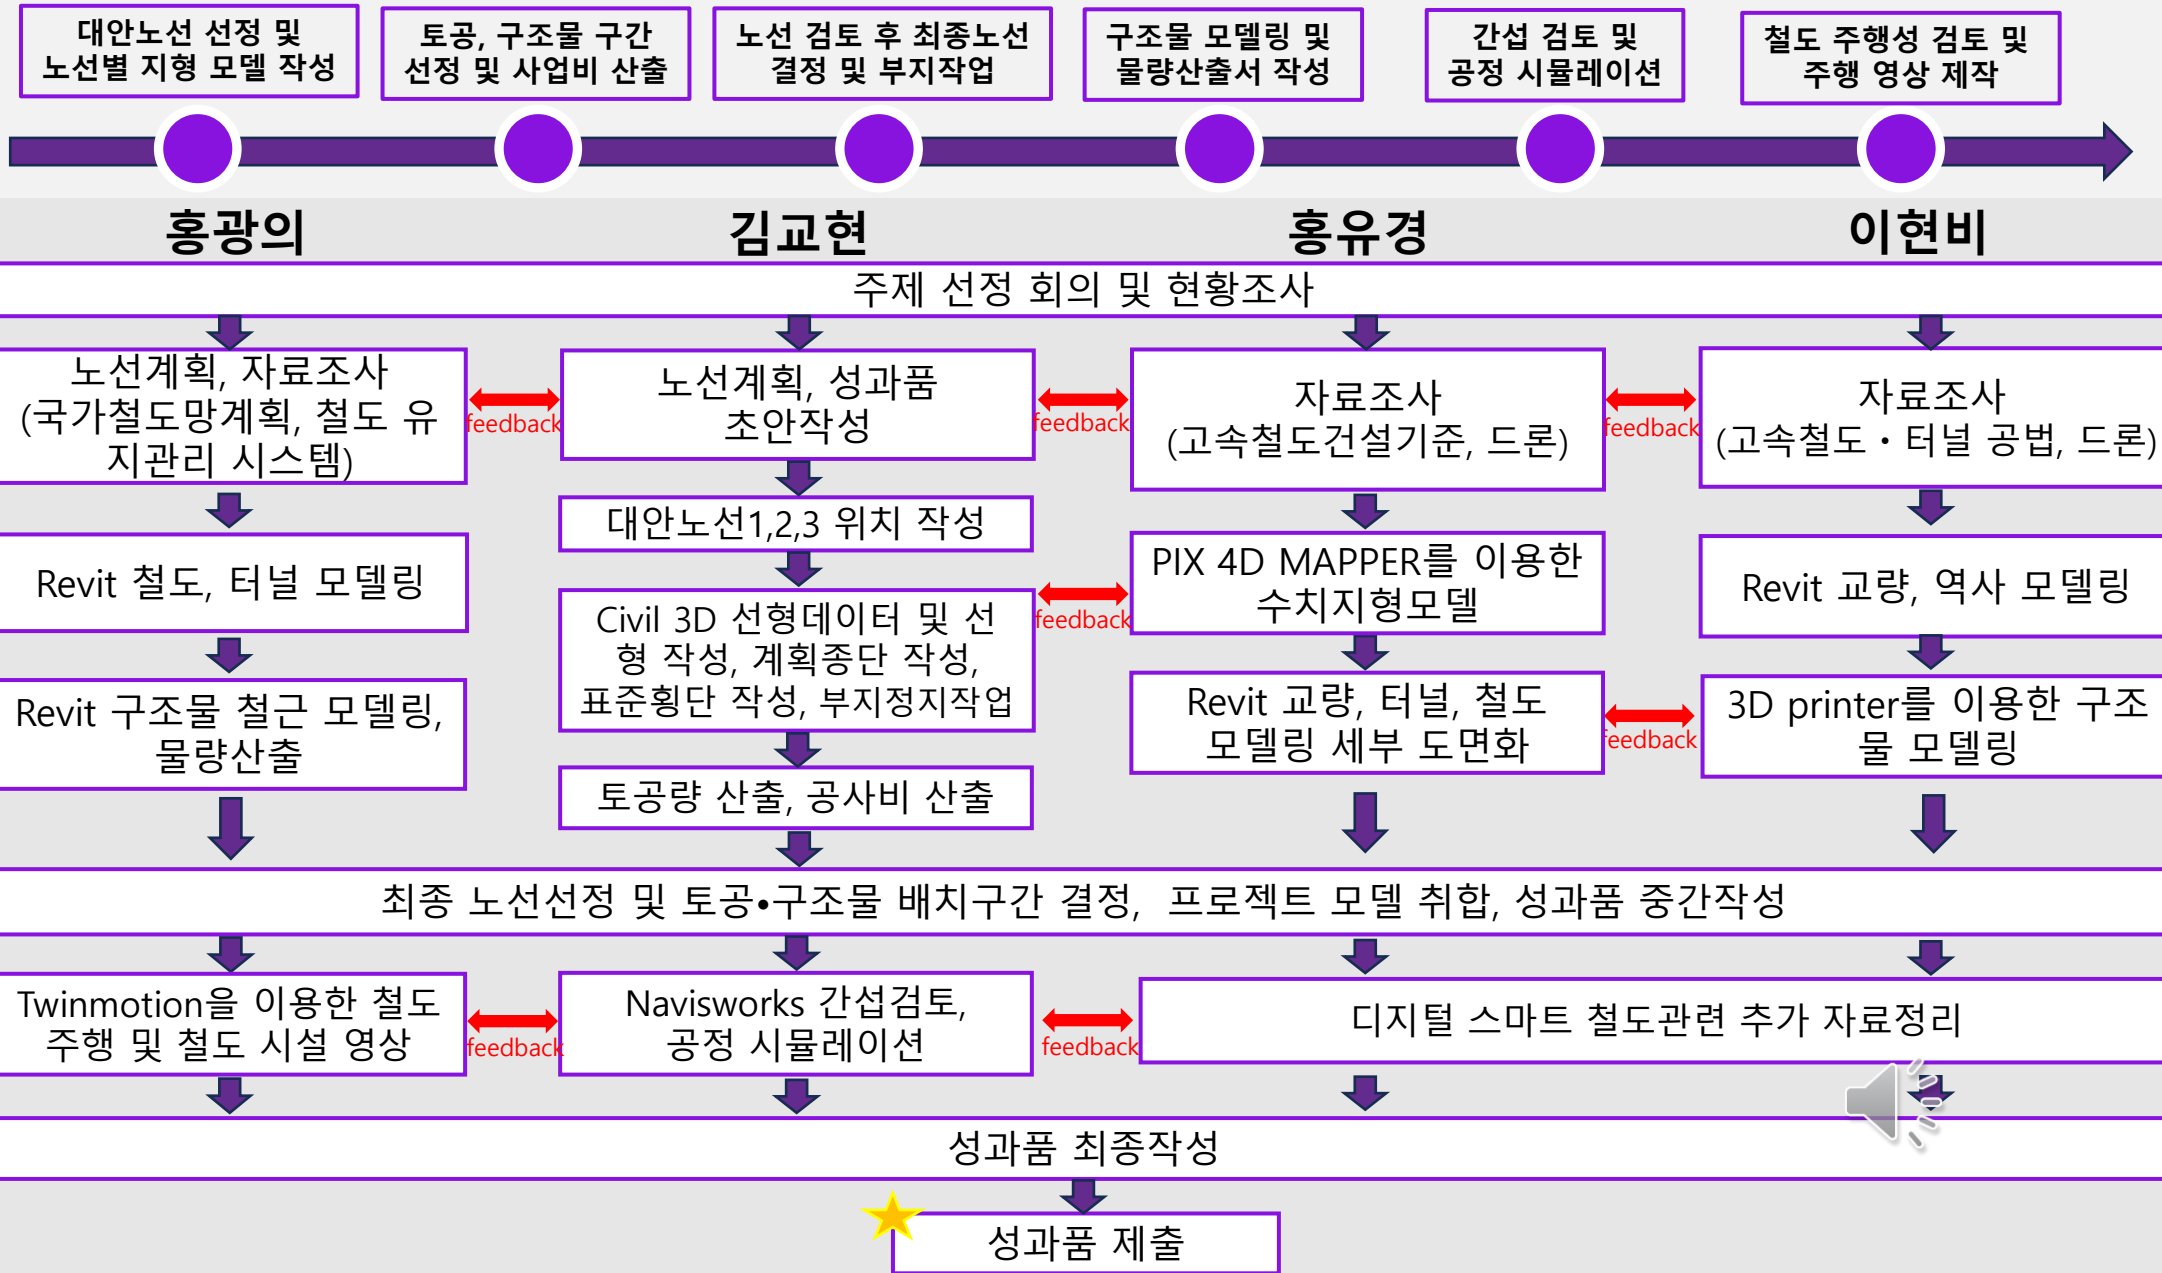 대안노선 선정 및
노선별 지형 모델 작성
토공, 구조물 구간
선정 및 사업비 산출
노선 검토 후 최종노선
결정 및 부지작업
구조물 모델링 및
물량산출서 작성
간섭 검토 및
공정 시뮬레이션
철도 주행성 검토 및
주행 영상 제작
홍광의
김교현
홍유경
이현비
주제 선정 회의 및 현황조사
노선계획, 자료조사
(국가철도망계획, 철도 유
지관리 시스템)
feedback
노선계획, 성과품
초안작성
feedback
자료조사
(고속철도건설기준, 드론)
feedback
자료조사
(고속철도・터널 공법, 드론)
대안노선1,2,3 위치 작성
Revit 철도, 터널 모델링
Civil 3D 선형데이터 및 선
형 작성, 계획종단 작성,
표준횡단 작성, 부지정지작업
feedback
PIX 4D MAPPER를 이용한
수치지형모델
Revit 교량, 역사 모델링
Revit 구조물 철근 모델링,
물량산출
토공량 산출, 공사비 산출
Revit 교량, 터널, 철도
모델링 세부 도면화
feedback
3D printer를 이용한 구조
물 모델링
최종 노선선정 및 토공•구조물 배치구간 결정, 프로젝트 모델 취합, 성과품 중간작성
Twinmotion을 이용한 철도
주행 및 철도 시설 영상
feedback
Navisworks 간섭검토,
공정 시뮬레이션
feedback
디지털 스마트 철도관련 추가 자료정리
성과품 최종작성
성과품 제출